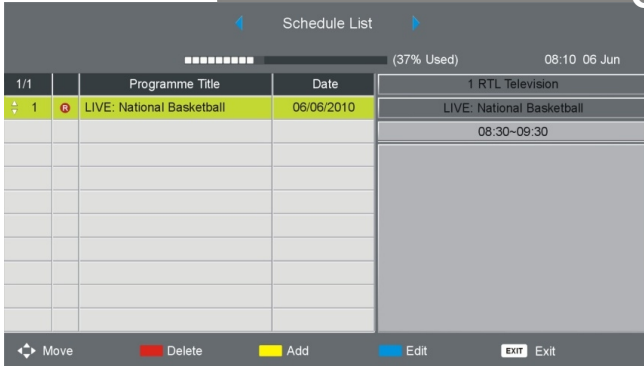 Schedule List
(37% Used) 08:10 06 Jun
1/1 Programme Title Date 1 RTL Television
1 R LIVE: National Basketball 06/06/2010 LIVE: National Basketball
08:30~09:30
Move Delete Add Edit EXIT Exit